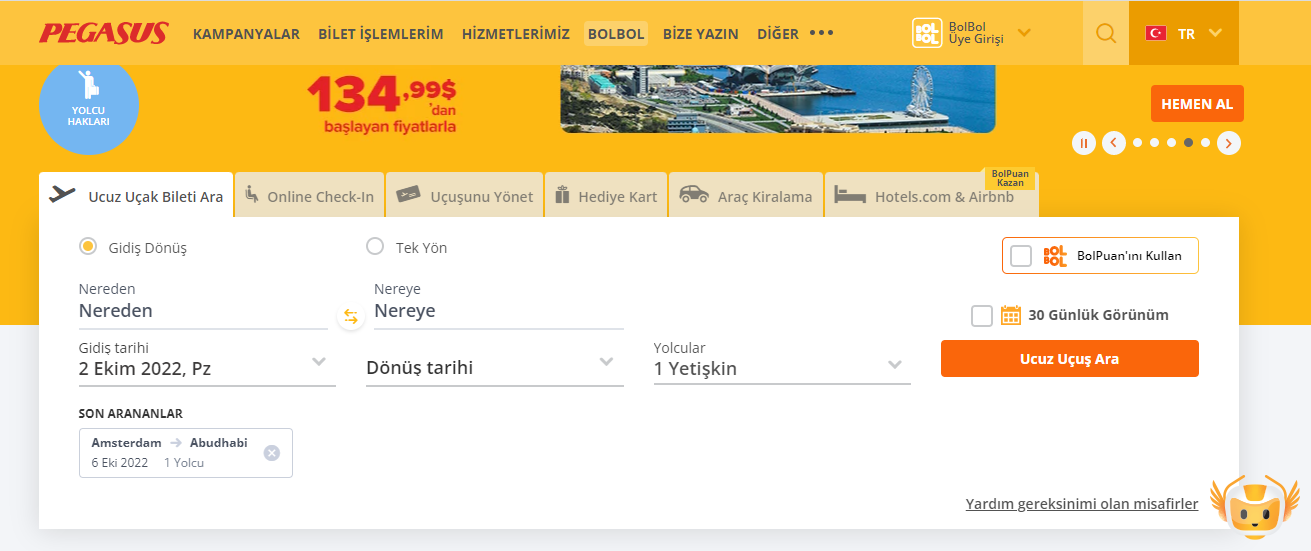 PEGASUS
KAMPANYALAR
BİLET İŞLEMLERİM
HİZMETLERİMİZ
BOLBOL
BİZE YAZIN
DİĞER
BOL
BOL
BolBol
Üye Girişi
TR
YOLCU
HAKLARI
134,99$
'dan
başlayan fiyatlarla
HEMEN AL
Ucuz Uçak Bileti Ara
Online Check-In
Uçuşunu Yönet
Hediye Kart
Araç Kiralama
BolPuan
Kazan
Hotels.com & Airbnb
Gidiş Dönüş
Tek Yön
BOL
BOL
BolPuan'ını Kullan
Nereden
Nereden
Nereye
Nereye
30 Günlük Görünüm
Gidiş tarihi
2 Ekim 2022, Pz
Dönüş tarihi
Yolcular
1 Yetişkin
Ucuz Uçuş Ara
SON ARANANLAR
Amsterdam → Abudhabi
6 Eki 2022 1 Yolcu
Yardım gereksinimi olan misafirler